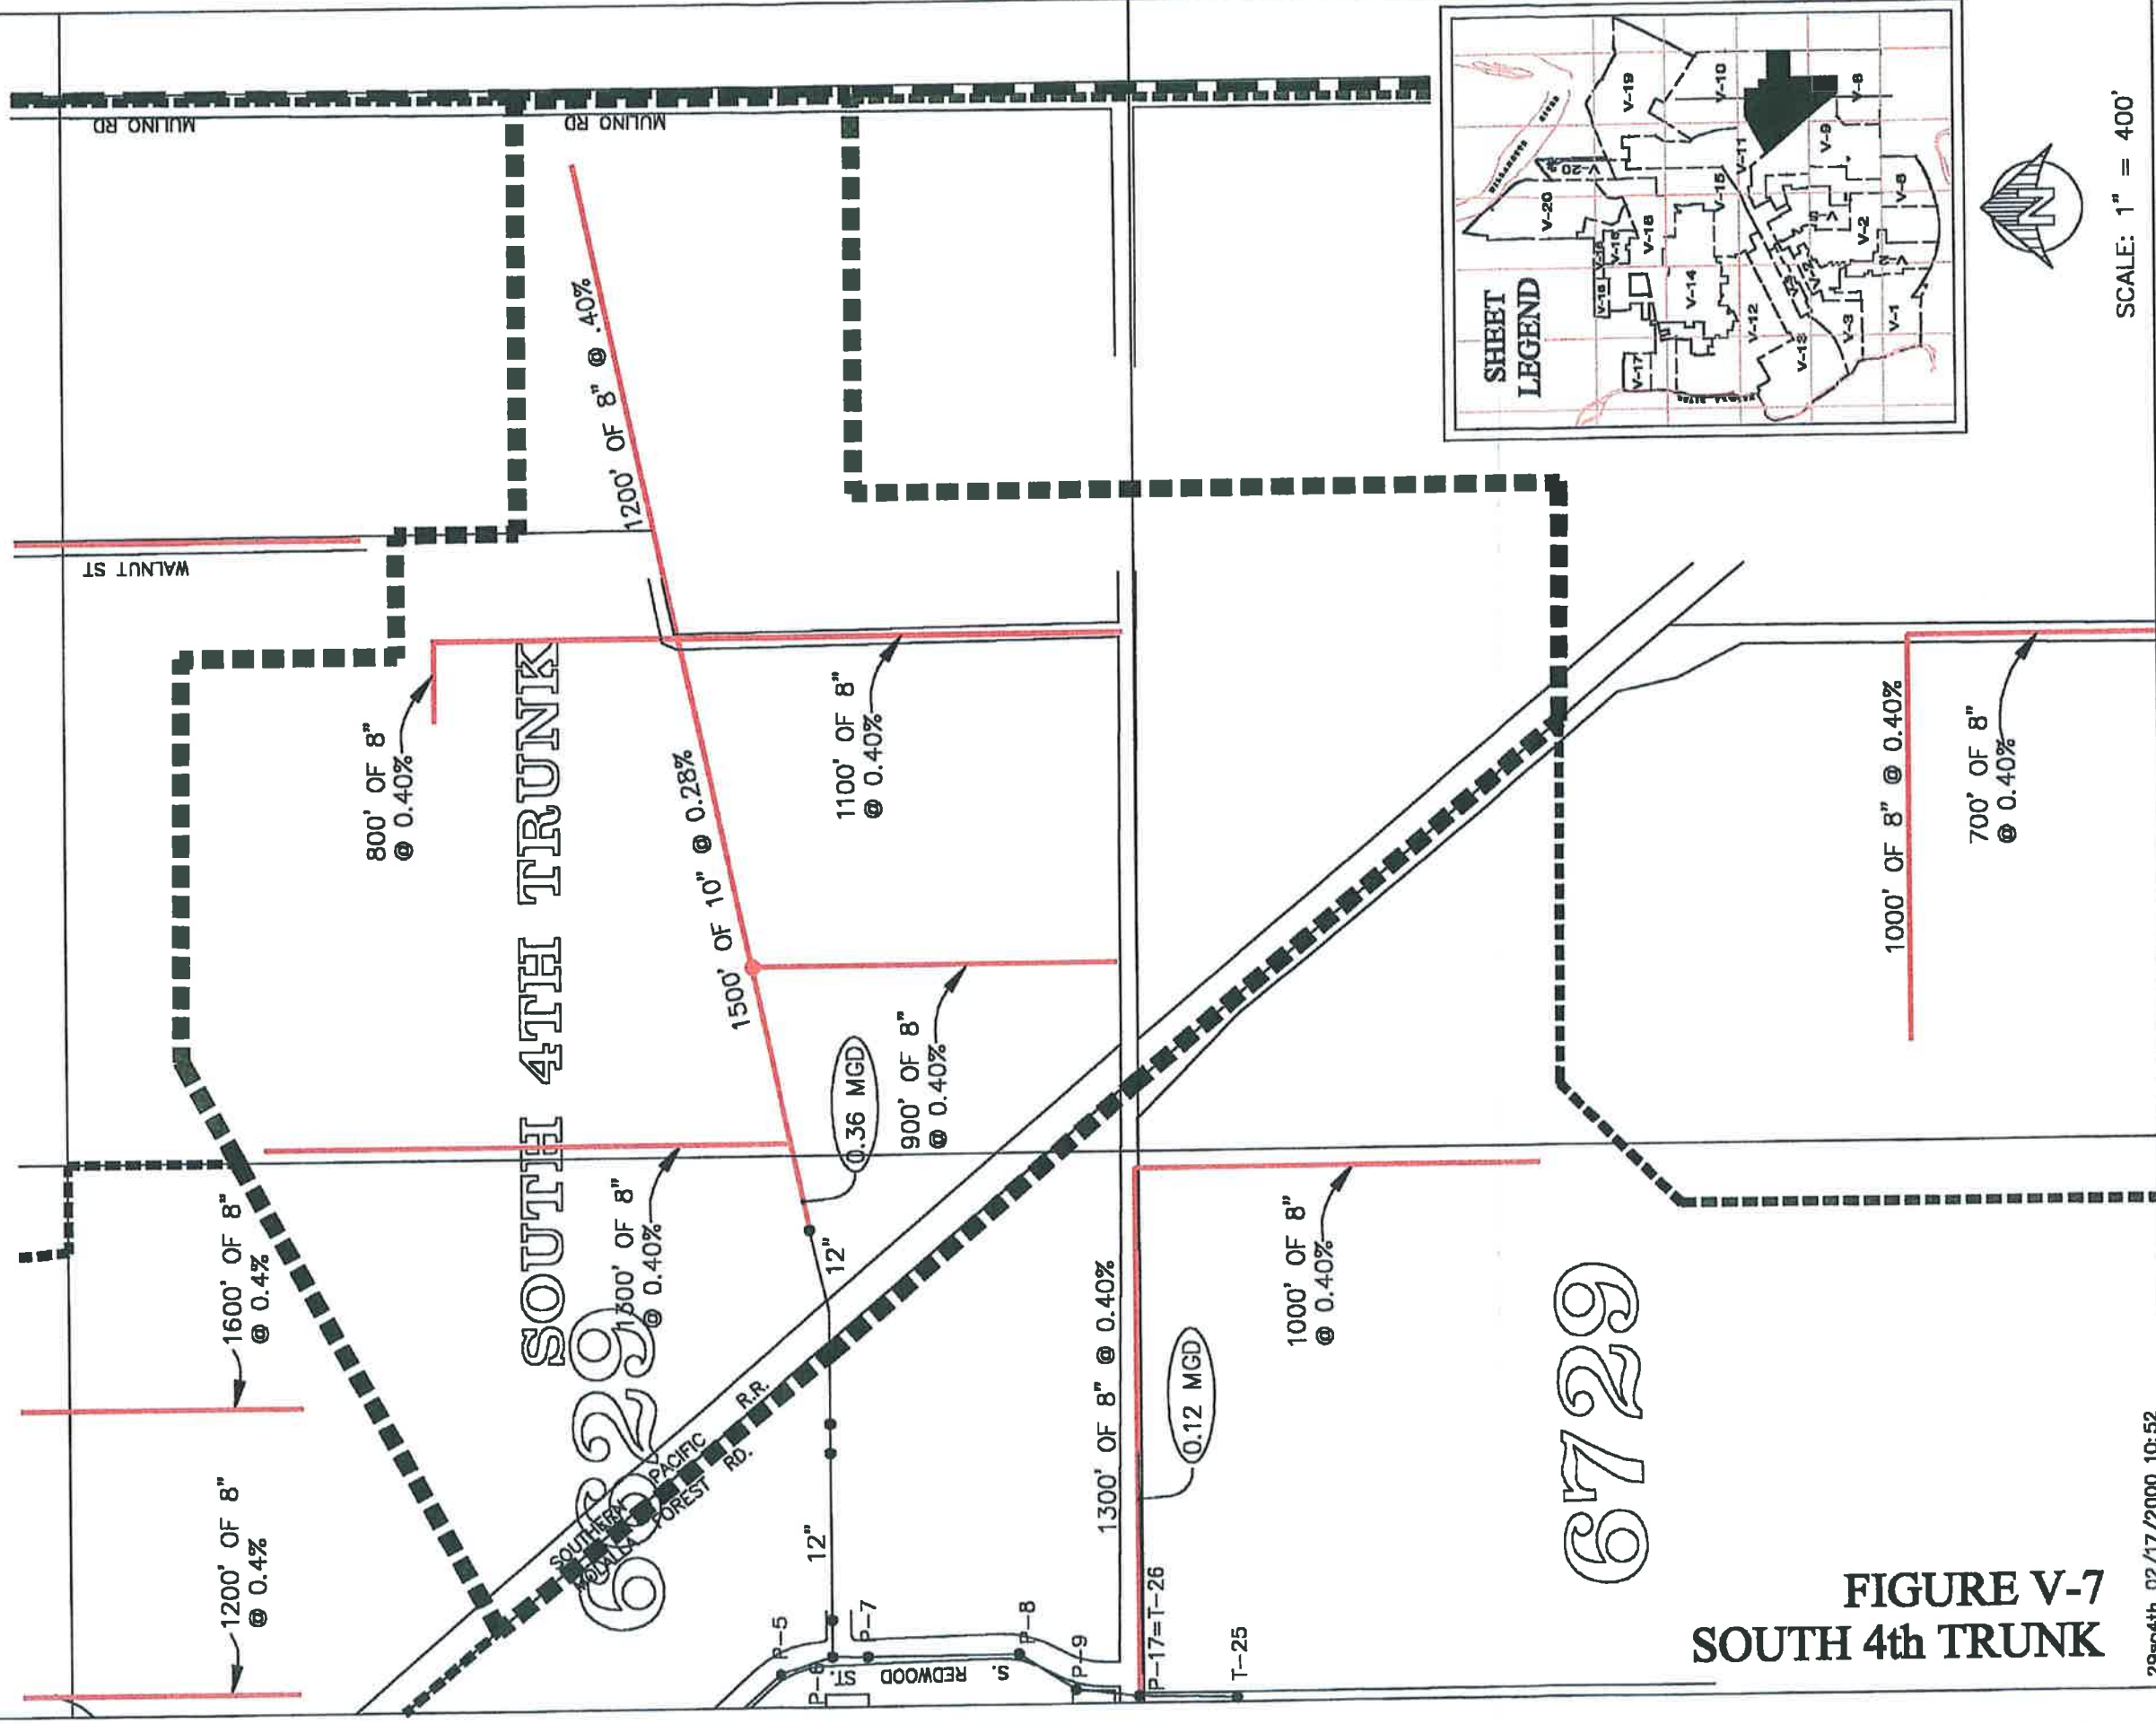 MULINO RD
MULINO RD
WALNUT ST
1200' OF 8" @ .40%
800' OF 8"
@ 0.40%
SOUTH 4TH TRUNK
1500' OF 10" @ 0.28%
1100' OF 8"
@ 0.40%
0.36 MGD
900' OF 8"
@ 0.40%
1600' OF 8"
@ 0.4%
1300' OF 8"
@ 0.40%
1200' OF 8"
@ 0.4%
SOUTHERN PACIFIC R.R.
MOLALLA FOREST RD.
12"
12"
P-5
P-6
P-7
P-8
P-9
S. REDWOOD ST.
P-17=T-26
T-25
1300' OF 8" @ 0.40%
0.12 MGD
1000' OF 8"
@ 0.40%
6729
1000' OF 8" @ 0.40%
700' OF 8"
@ 0.40%
SHEET
LEGEND
V-20
V-19
V-18
V-17
V-14
V-15
V-10
V-11
V-12
V-13
V-9
V-3
V-2
V-1
N
SCALE: 1" = 400'
FIGURE V-7
SOUTH 4th TRUNK
02/17/2000 10:52